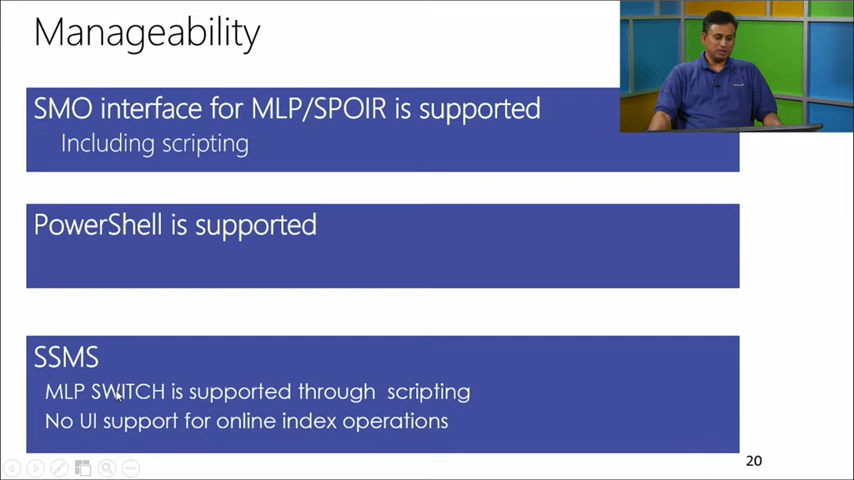 Manageability
SMO interface for MLP/SPOIR is supported
Including scripting
PowerShell is supported
SSMS
MLP SWITCH is supported through scripting
No UI support for online index operations
20